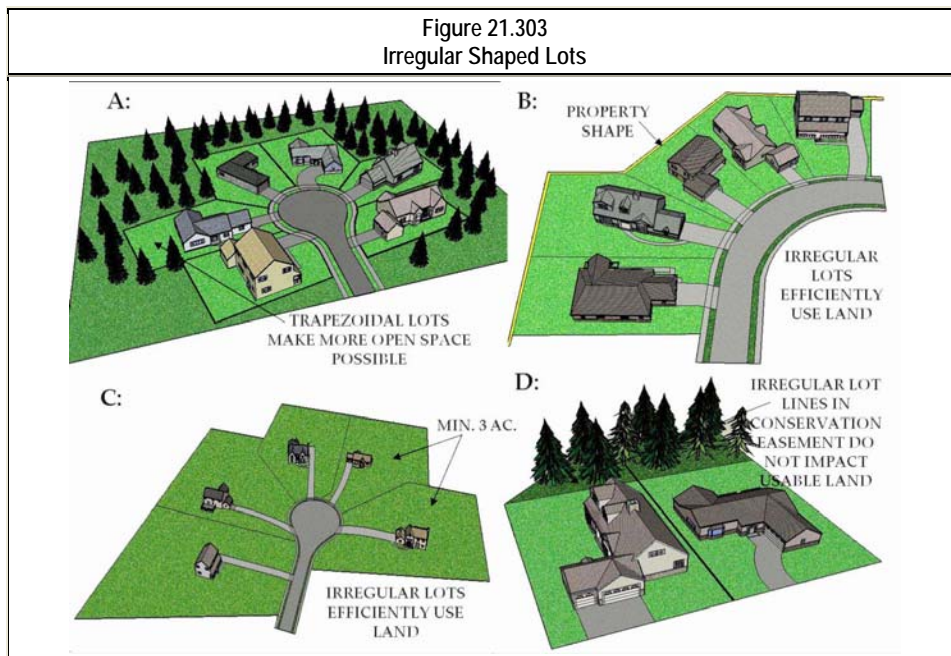 Figure 21.303
Irregular Shaped Lots
A:
TRAPEZOIDAL LOTS
MAKE MORE OPEN SPACE
POSSIBLE
B:
PROPERTY
SHAPE
IRREGULAR
LOTS
EFFICIENTLY
USE LAND
C:
MIN. 3 AC.
IRREGULAR LOTS
EFFICIENTLY USE
LAND
D:
IRREGULAR LOT
LINES IN
CONSERVATION
EASEMENT DO
NOT IMPACT
USABLE LAND